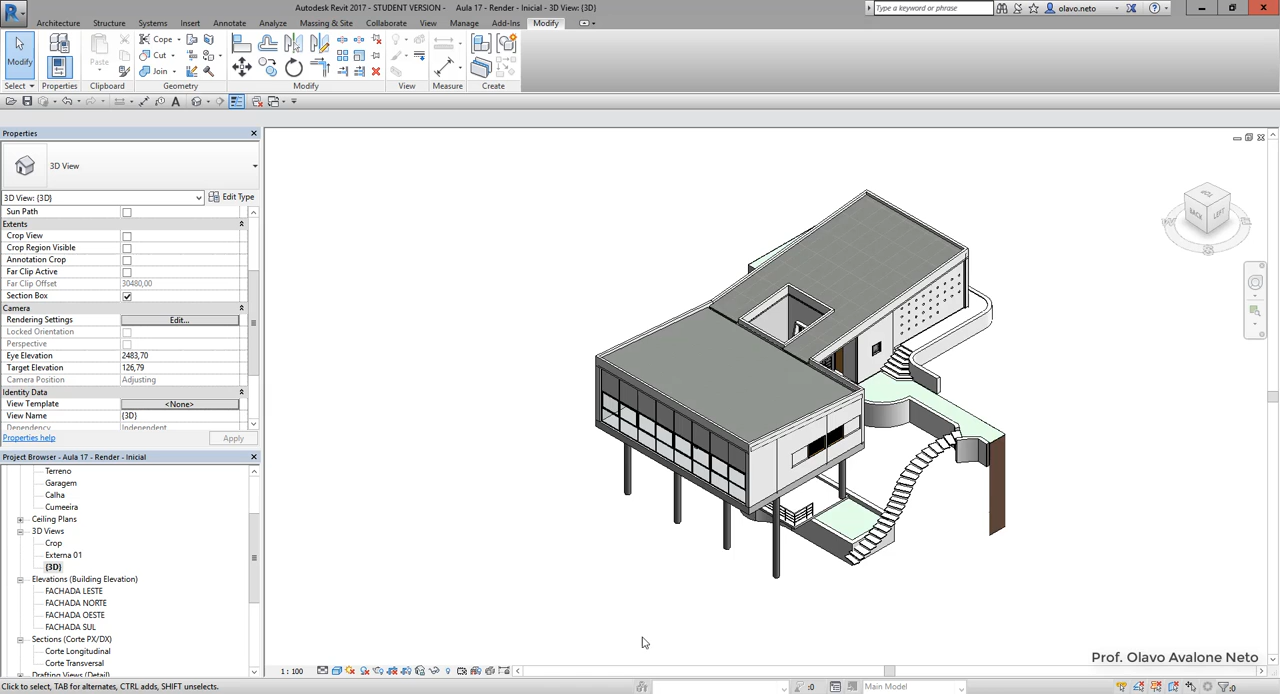 Autodesk Revit 2017 - STUDENT VERSION - Aula 17 - Render - Inicial - 3D View: {3D}
Type a keyword or phrase
olavo.neto
Architecture Structure Systems Insert Annotate Analyze Massing & Site Collaborate View Manage Add-Ins Modify
Modify
Paste
Cope
Cut
Join
Select Properties Clipboard Geometry Modify View Measure Create
Properties
3D View
3D View: {3D}
Edit Type
Sun Path
Extents
Crop View
Crop Region Visible
Annotation Crop
Far Clip Active
Far Clip Offset 30480,00
Section Box
Camera
Rendering Settings Edit...
Locked Orientation
Perspective
Eye Elevation 2483,70
Target Elevation 126,79
Camera Position Adjusting
Identity Data
View Template <None>
View Name {3D}
Dependency Independent
Properties help Apply
Project Browser - Aula 17 - Render - Inicial
Terreno
Garagem
Calha
Cumeeira
Ceiling Plans
3D Views
Crop
Externa 01
{3D}
Elevations (Building Elevation)
FACHADA LESTE
FACHADA NORTE
FACHADA OESTE
FACHADA SUL
Sections (Corte PX/DX)
Corte Longitudinal
Corte Transversal
Drafting Views (Detail)
TOP
BACK LEFT
1 : 100
Prof. Olavo Avalone Neto
Click to select, TAB for alternates, CTRL adds, SHIFT unselects.
:0
Main Model
:0